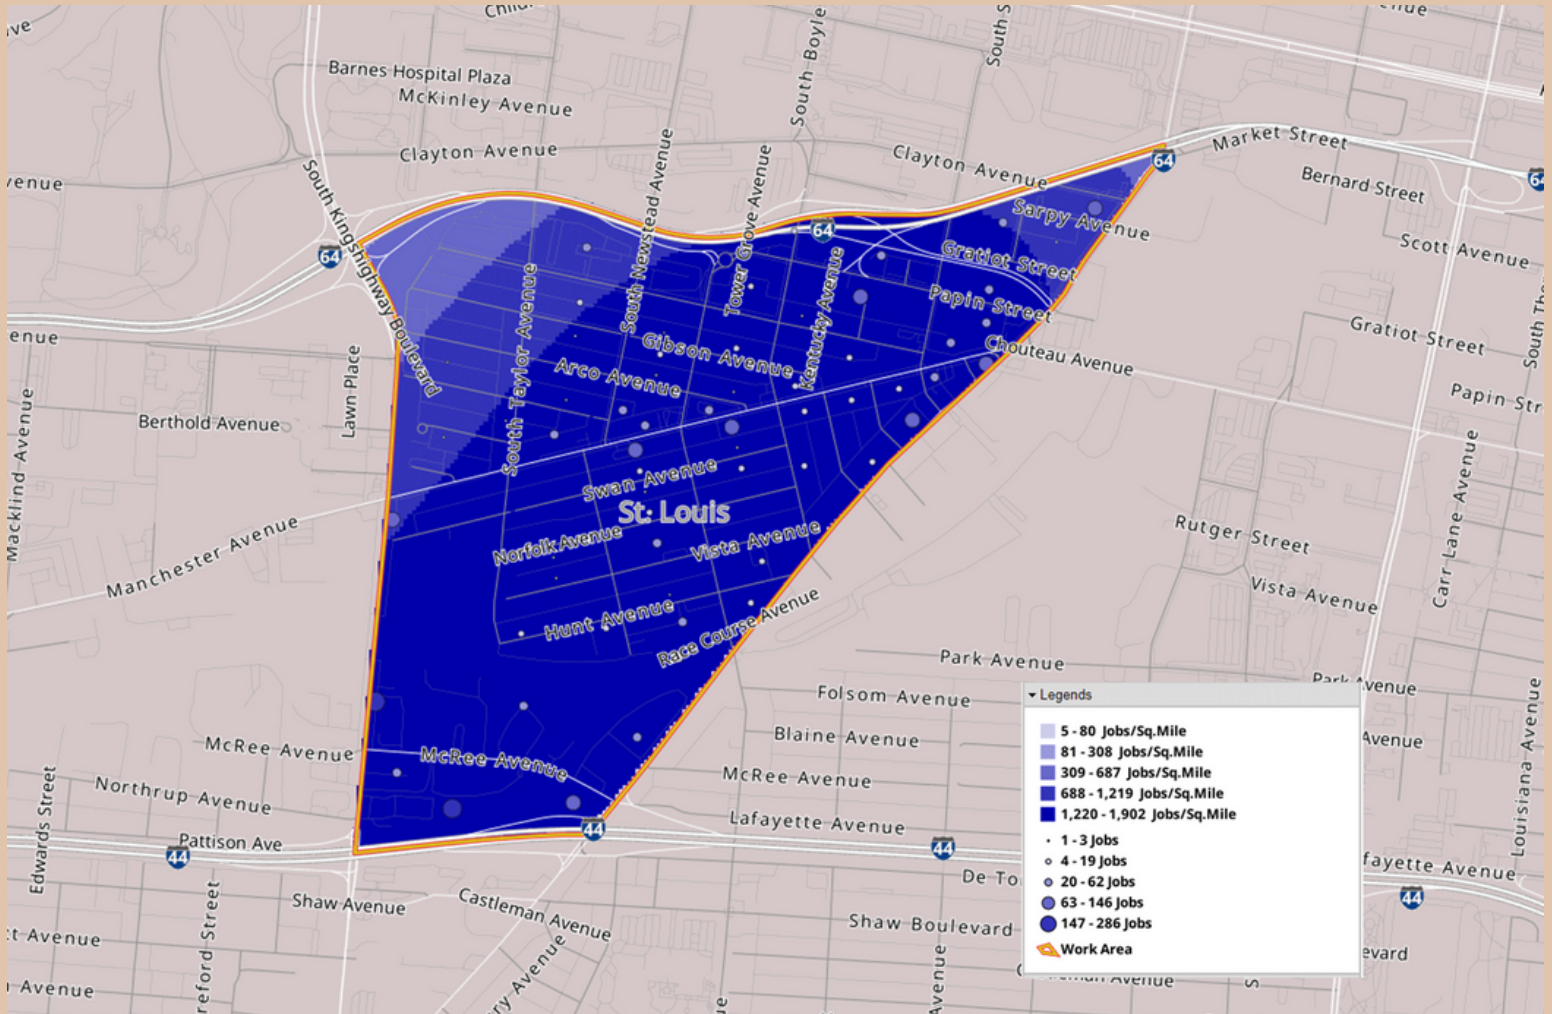 Barnes Hospital Plaza
McKinley Avenue
Clayton Avenue
South Kingshighway Boulevard
South Newstead Avenue
Tower Grove Avenue
South Boyle
Clayton Avenue
64
Market Street
Bernard Street
64
64
64
Sarpy Avenue
Scott Avenue
Gratiot Street
Kentucky Avenue
Papin Street
Gratiot Street
Chouteau Avenue
South Taylor Avenue
Gibson Avenue
Arco Avenue
Lawn Place
Berthold Avenue
Macklind Avenue
Manchester Avenue
Swan Avenue
St. Louis
Norfolk Avenue
Vista Avenue
Rutger Street
Carr Lane Avenue
Vista Avenue
Hunt Avenue
Race Course Avenue
Park Avenue
Park Avenue
Folsom Avenue
Blaine Avenue
Avenue
McRee Avenue
McRee Avenue
McRee Avenue
Northrup Avenue
Edwards Street
Pattison Ave
Lafayette Avenue
Louisiana Avenue
44
44
44
44
Shaw Avenue
Castleman Avenue
Shaw Boulevard
Legends
5 - 80 Jobs/Sq.Mile
81 - 308 Jobs/Sq.Mile
309 - 687 Jobs/Sq.Mile
688 - 1,219 Jobs/Sq.Mile
1,220 - 1,902 Jobs/Sq.Mile
1 - 3 Jobs
4 - 19 Jobs
20 - 62 Jobs
63 - 146 Jobs
147 - 286 Jobs
Work Area